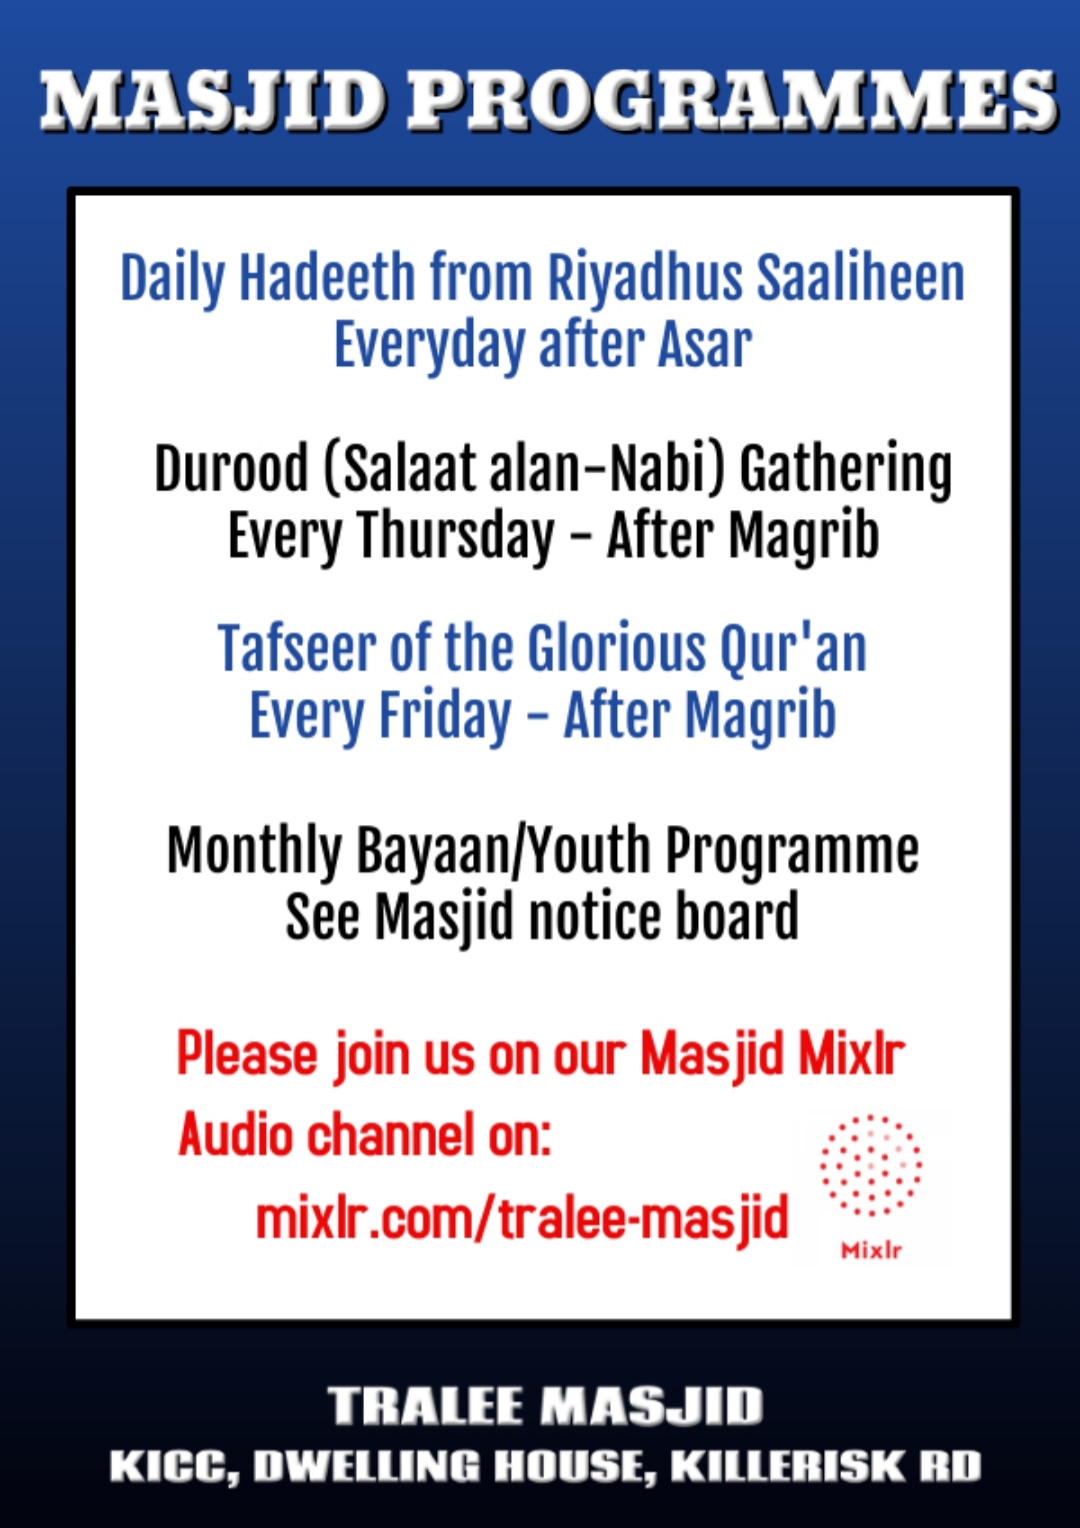 MASJID PROGRAMMES
Daily Hadeeth from Riyadhus Saaliheen
Everyday after Asar
Durood (Salaat alan-Nabi) Gathering
Every Thursday - After Magrib
Tafseer of the Glorious Qur'an
Every Friday - After Magrib
Monthly Bayaan/Youth Programme
See Masjid notice board
Please join us on our Masjid Mixlr
Audio channel on:
mixlr.com/tralee-masjid
Mixlr
TRALEE MASJID
KICC, DWELLING HOUSE, KILLERISK RD